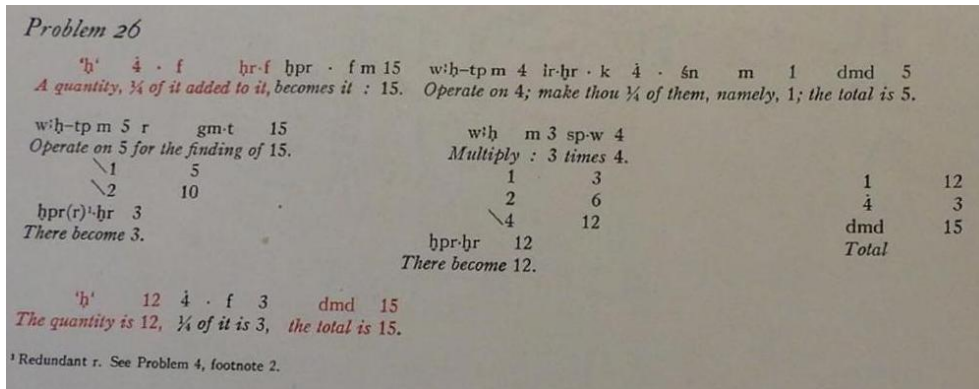 Problem 26
ꜥḥꜥ 4̇ · f ḥr·f ḫpr · f m 15 wꜣḥ–tp m 4 ir·ḫr · k 4̇ · śn m 1 dmd 5
A quantity, ¼ of it added to it, becomes it : 15. Operate on 4; make thou ¼ of them, namely, 1; the total is 5.
wꜣḥ–tp m 5 r gm·t 15
Operate on 5 for the finding of 15.
\1 5
\2 10
ḫpr(r)¹·ḫr 3
There become 3.
wꜣḥ m 3 sp·w 4
Multiply : 3 times 4.
1 3
2 6
\4 12
ḫpr·ḫr 12
There become 12.
1 12
4̇ 3
dmd 15
Total
ꜥḥꜥ 12 4̇ · f 3 dmd 15
The quantity is 12, ¼ of it is 3, the total is 15.
¹ Redundant r. See Problem 4, footnote 2.